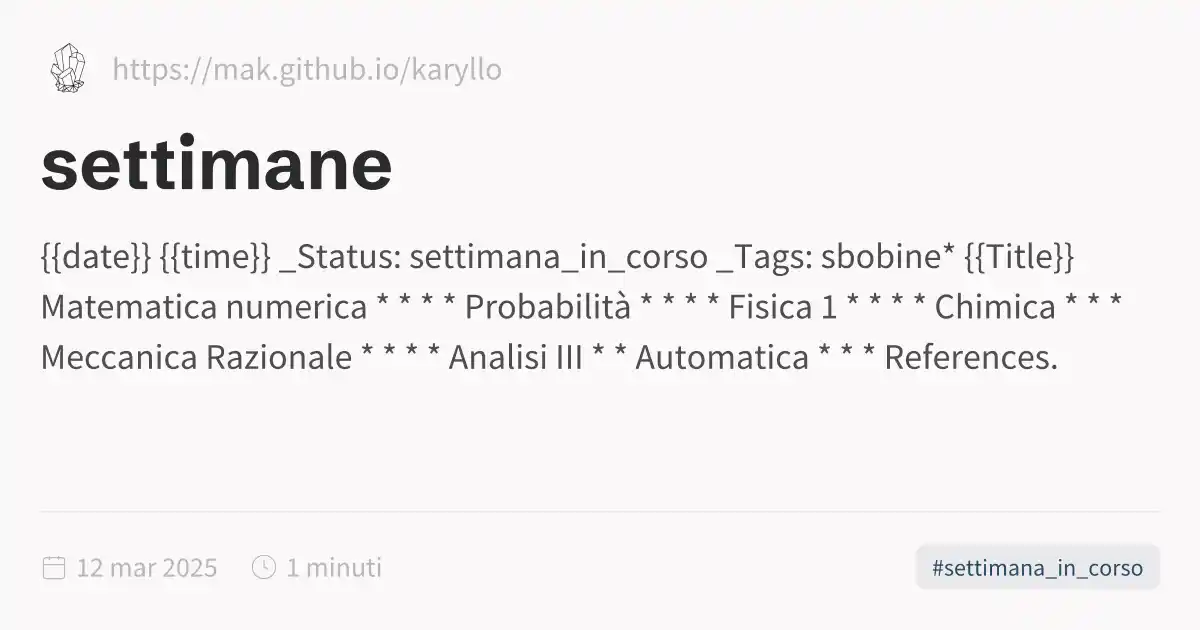 https://mak.github.io/karyllo
settimane
{{date}} {{time}} _Status: settimana_in_corso _Tags: sbobine* {{Title}}
Matematica numerica * * * * Probabilità * * * * Fisica 1 * * * * Chimica * * *
Meccanica Razionale * * * * Analisi III * * Automatica * * * References.
12 mar 2025 1 minuti #settimana_in_corso